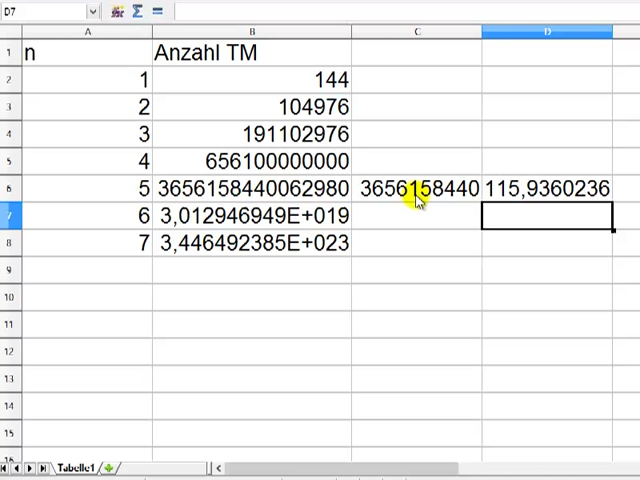 D7
A B C D
1 n Anzahl TM
2 1 144
3 2 104976
4 3 191102976
5 4 656100000000
6 5 3656158440062980 3656158440 115,9360236
7 6 3,012946949E+019
8 7 3,446492385E+023
9
10
11
12
13
14
15
Tabelle1